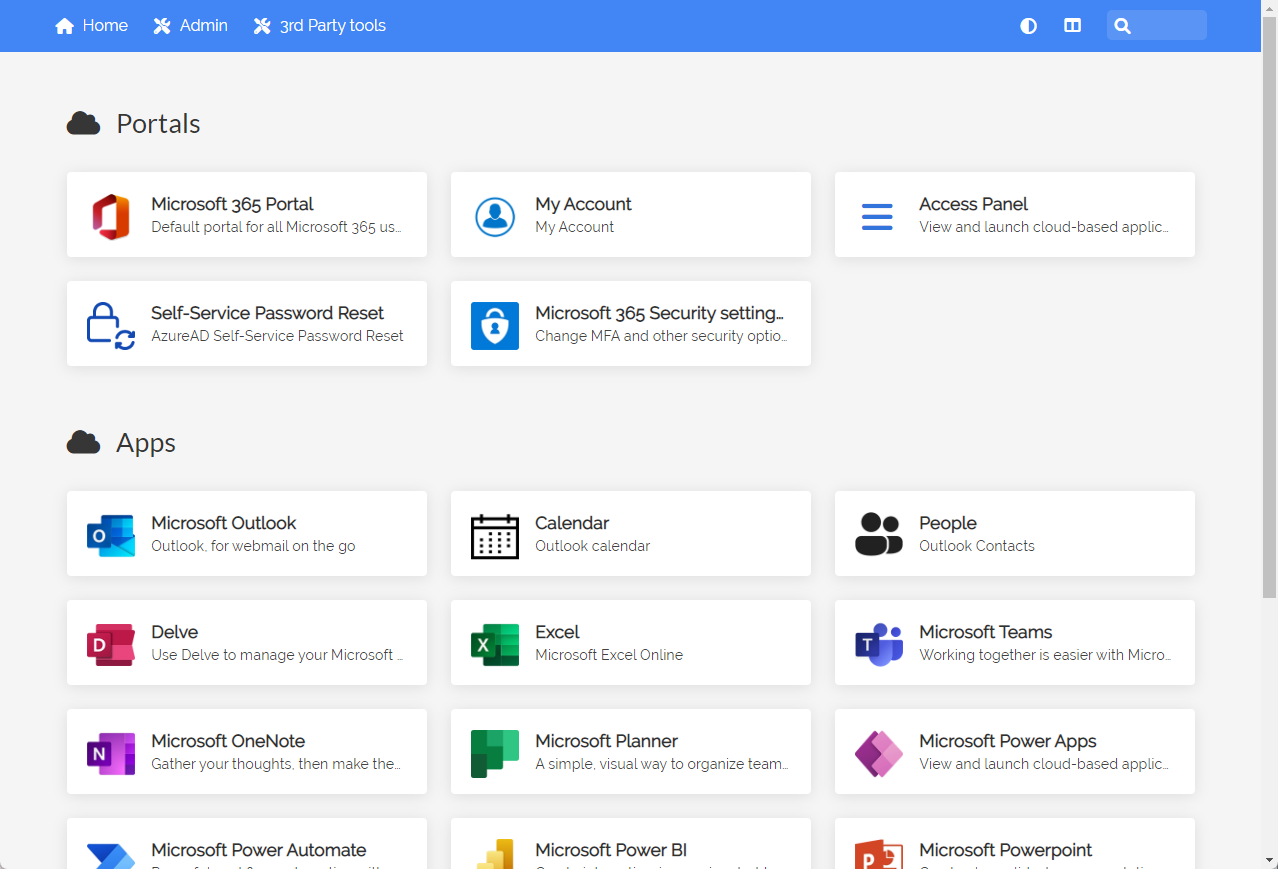 Home Admin 3rd Party tools
Portals
Microsoft 365 Portal
Default portal for all Microsoft 365 us...
My Account
My Account
Access Panel
View and launch cloud-based applic...
Self-Service Password Reset
AzureAD Self-Service Password Reset
Microsoft 365 Security setting...
Change MFA and other security optio...
Apps
Microsoft Outlook
Outlook, for webmail on the go
Calendar
Outlook calendar
People
Outlook Contacts
Delve
Use Delve to manage your Microsoft ...
Excel
Microsoft Excel Online
Microsoft Teams
Working together is easier with Micro...
Microsoft OneNote
Gather your thoughts, then make the...
Microsoft Planner
A simple, visual way to organize team...
Microsoft Power Apps
View and launch cloud-based applic...
Microsoft Power Automate
Microsoft Power BI
Microsoft Powerpoint